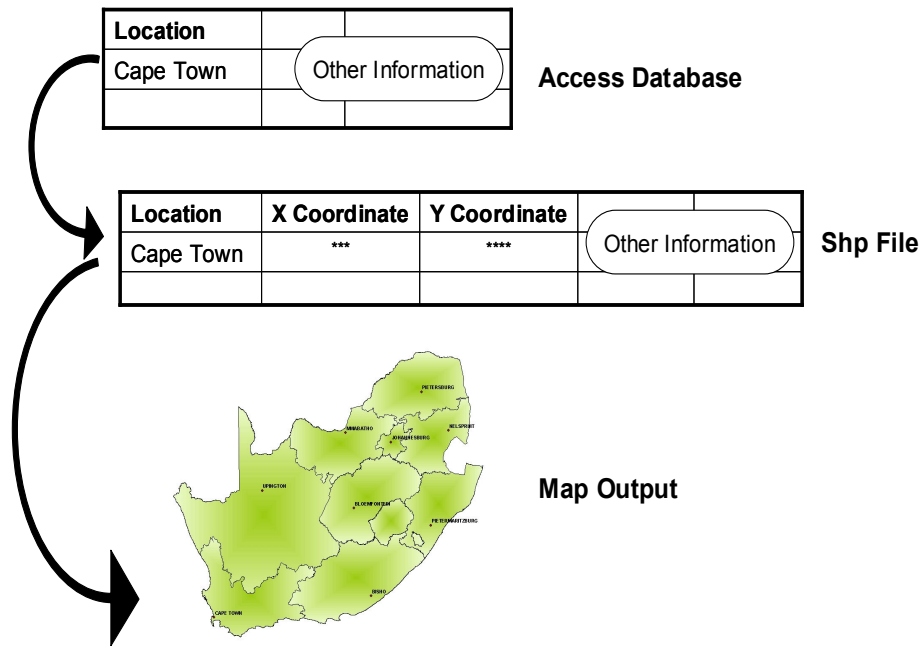 Location
Cape Town
Other Information
Access Database
Location X Coordinate Y Coordinate
Cape Town *** ****
Other Information
Shp File
PIETERSBURG
MMABATHO
NELSPRINT
JOHANNESBURG
UPINGTON
BLOEMFONTEIN
PIETERMARITZBURG
BISHO
CAPE TOWN
Map Output